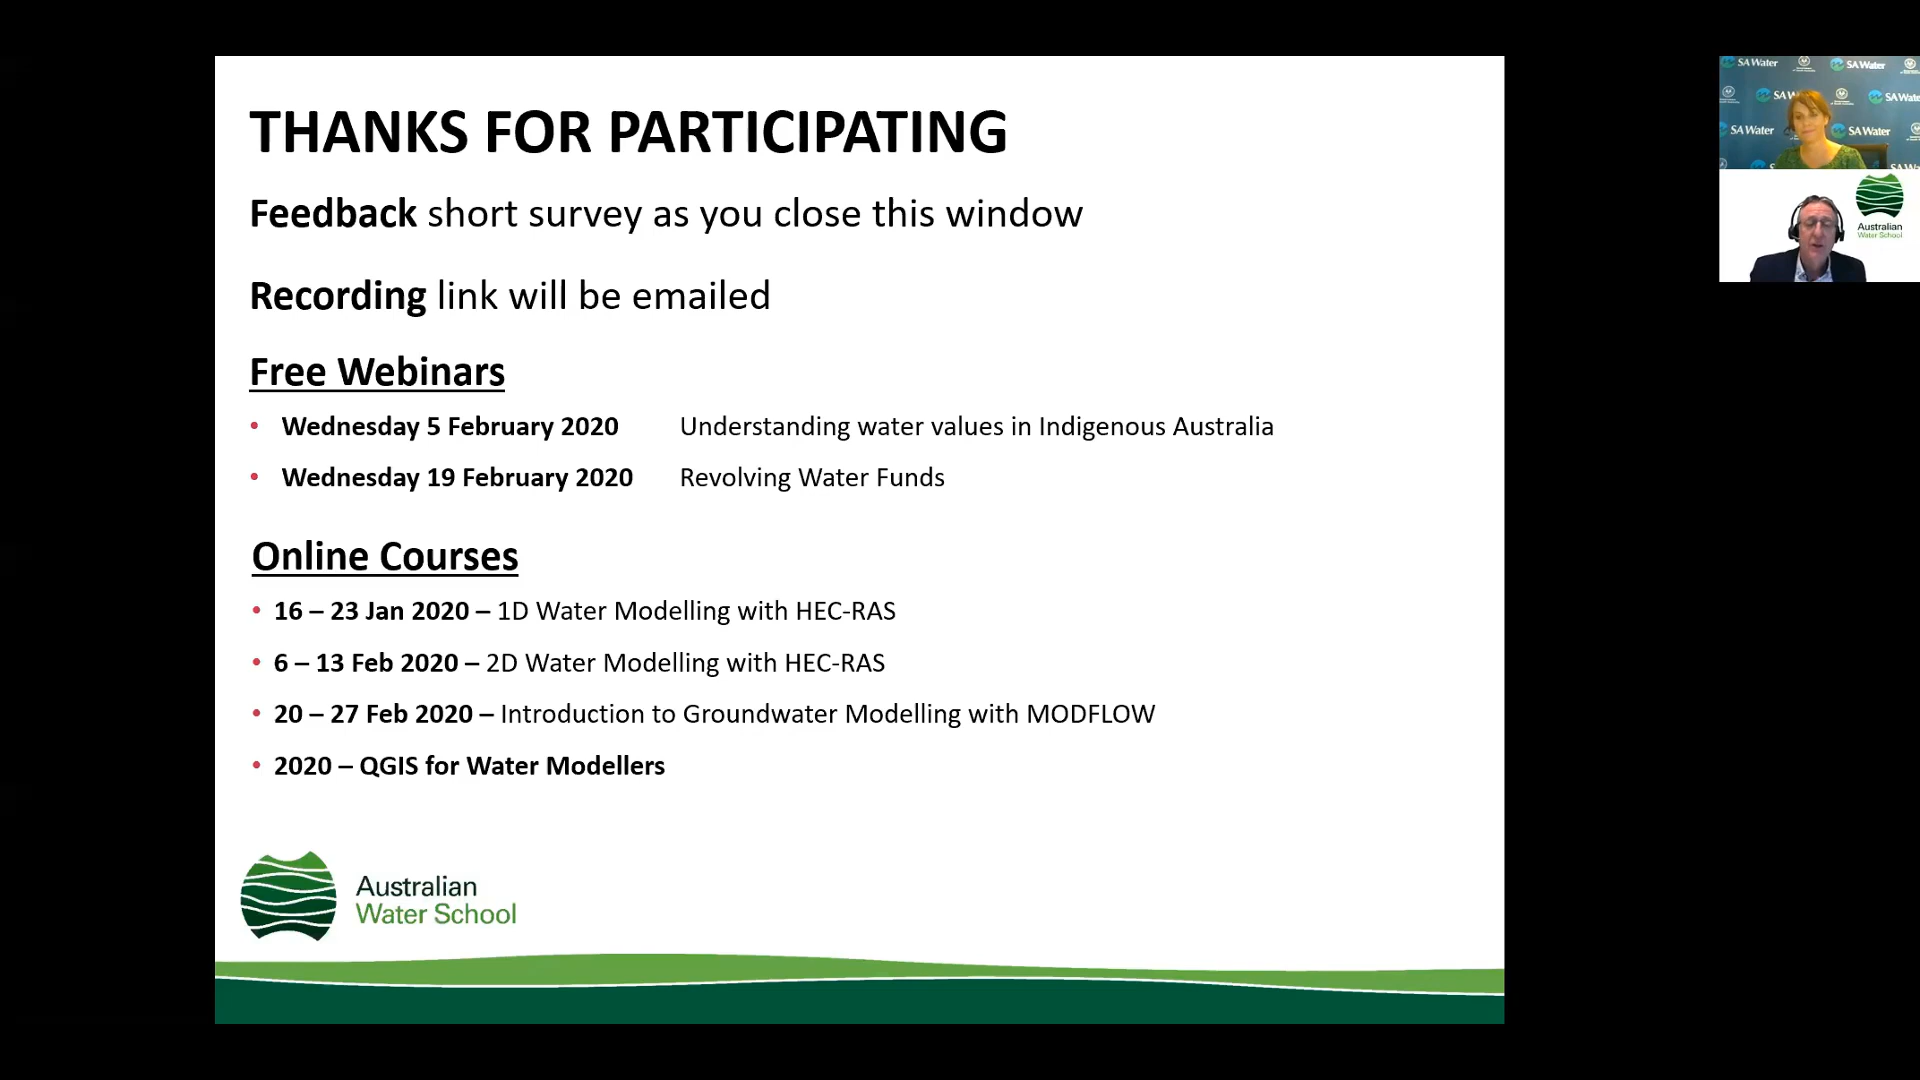 THANKS FOR PARTICIPATING
Feedback short survey as you close this window
Recording link will be emailed
Free Webinars
• Wednesday 5 February 2020 Understanding water values in Indigenous Australia
• Wednesday 19 February 2020 Revolving Water Funds
Online Courses
• 16 – 23 Jan 2020 – 1D Water Modelling with HEC-RAS
• 6 – 13 Feb 2020 – 2D Water Modelling with HEC-RAS
• 20 – 27 Feb 2020 – Introduction to Groundwater Modelling with MODFLOW
• 2020 – QGIS for Water Modellers
Australian
Water School
SA Water SA Water
SA Water
SA Water SA Water
Australian
Water School